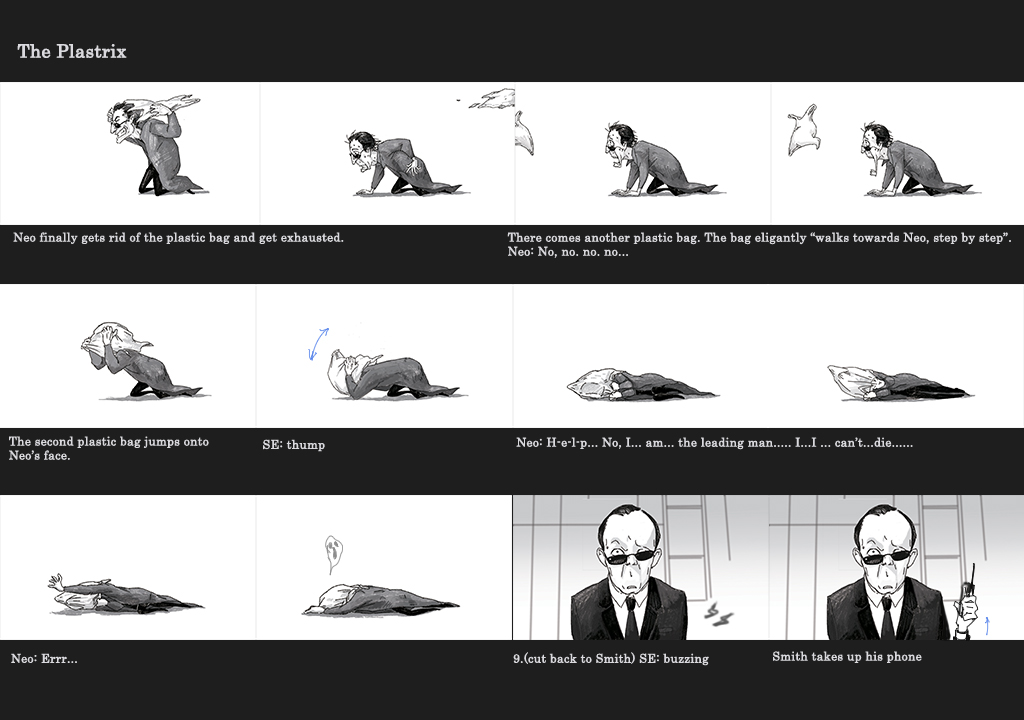 The Plastrix
Neo finally gets rid of the plastic bag and get exhausted.
There comes another plastic bag. The bag eligantly “walks towards Neo, step by step”.
Neo: No, no. no. no...
The second plastic bag jumps onto
Neo’s face.
SE: thump
Neo: H-e-l-p... No, I... am... the leading man..... I...I ... can’t...die......
Neo: Errr...
9.(cut back to Smith) SE: buzzing
Smith takes up his phone